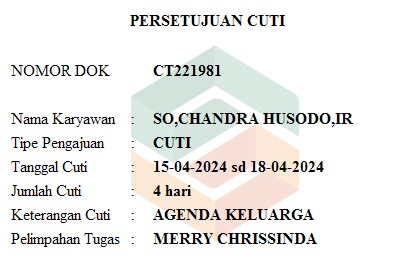 PERSETUJUAN CUTI
NOMOR DOK CT221981
Nama Karyawan : SO,CHANDRA HUSODO,IR
Tipe Pengajuan : CUTI
Tanggal Cuti : 15-04-2024 sd 18-04-2024
Jumlah Cuti : 4 hari
Keterangan Cuti : AGENDA KELUARGA
Pelimpahan Tugas : MERRY CHRISSINDA